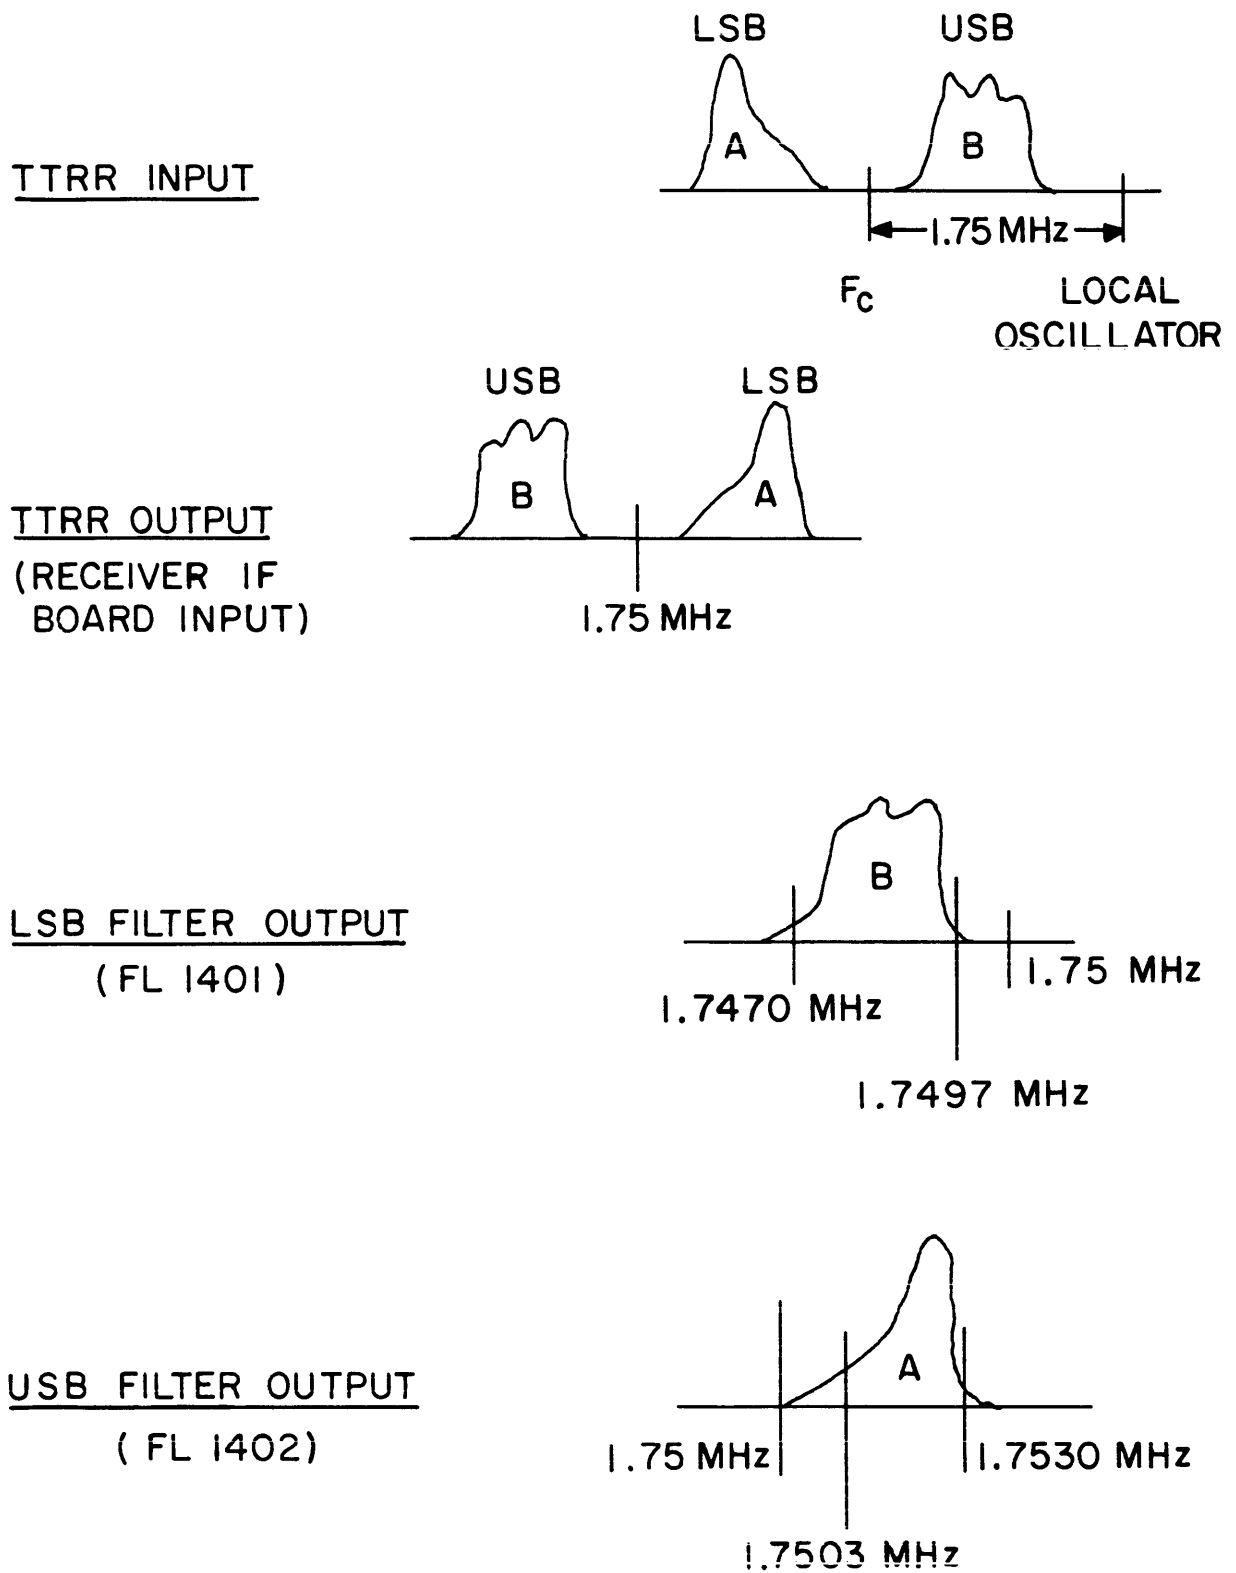 LSB USB
A B
TTRR INPUT
1.75 MHz
Fc LOCAL
OSCILLATOR
USB LSB
B A
TTRR OUTPUT
(RECEIVER IF
BOARD INPUT)
1.75 MHz
B
LSB FILTER OUTPUT
(FL 1401)
1.75 MHz
1.7470 MHz
1.7497 MHz
A
USB FILTER OUTPUT
(FL 1402)
1.75 MHz 1.7530 MHz
1.7503 MHz